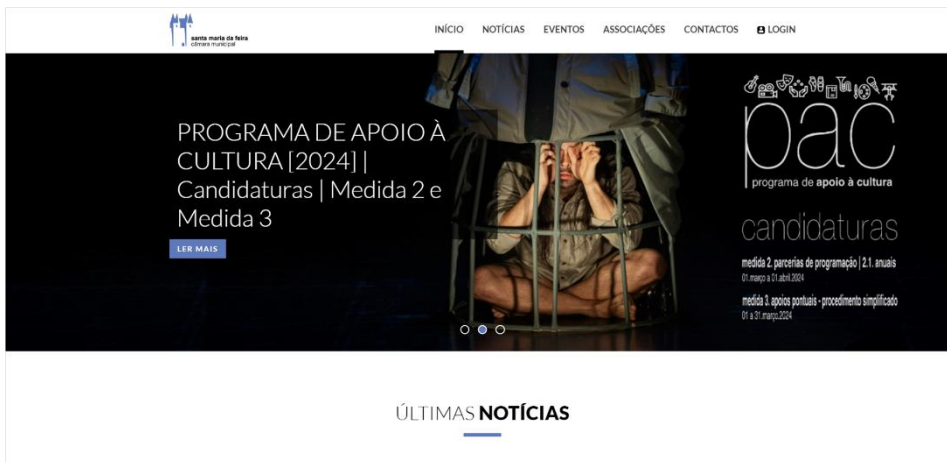 santa maria da feira
câmara municipal
INÍCIO NOTÍCIAS EVENTOS ASSOCIAÇÕES CONTACTOS LOGIN
PROGRAMA DE APOIO À
CULTURA [2024] |
Candidaturas | Medida 2 e
Medida 3
LER MAIS
pac
programa de apoio à cultura
candidaturas
medida 2. parcerias de programação | 2.1. anuais
01.março a 01.abril.2024
medida 3. apoios pontuais - procedimento simplificado
01 a 31.março.2024
ÚLTIMAS NOTÍCIAS